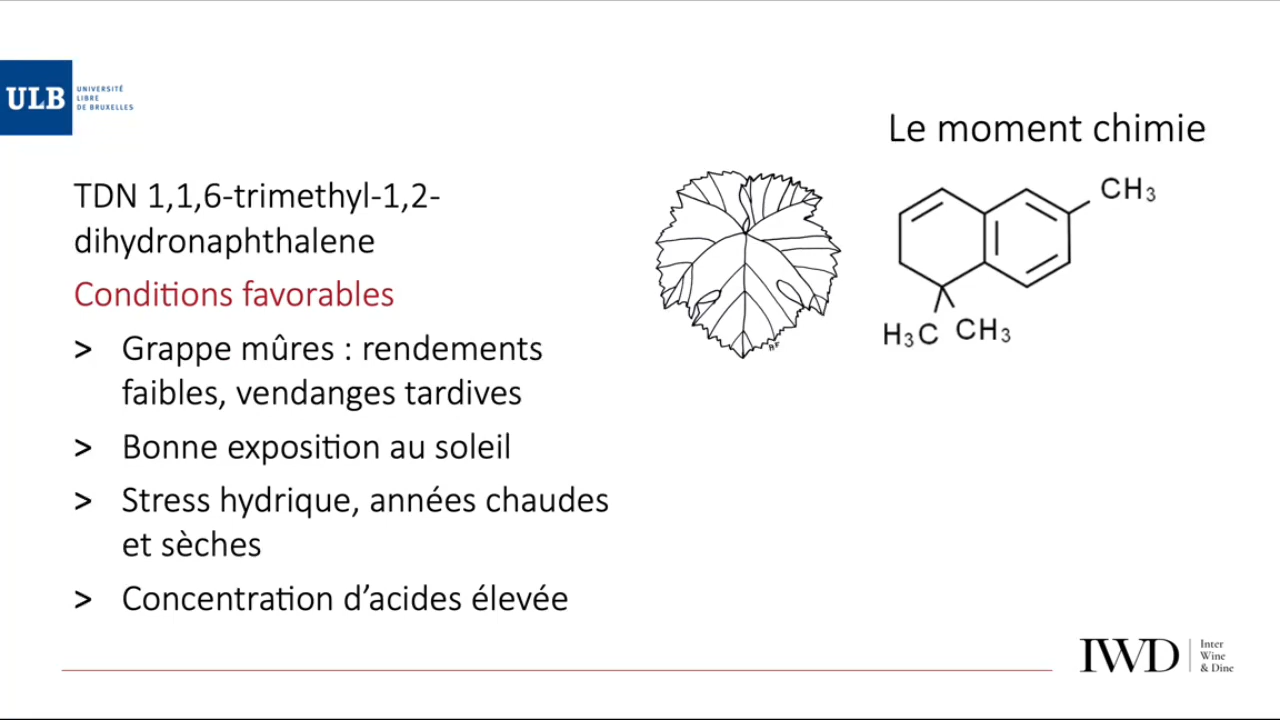 ULB
UNIVERSITÉ
LIBRE
DE BRUXELLES
Le moment chimie
TDN 1,1,6-trimethyl-1,2-
dihydronaphthalene
Conditions favorables
> Grappe mûres : rendements
faibles, vendanges tardives
> Bonne exposition au soleil
> Stress hydrique, années chaudes
et sèches
> Concentration d’acides élevée
CH3
H3C CH3
IWD
Inter
Wine
& Dine